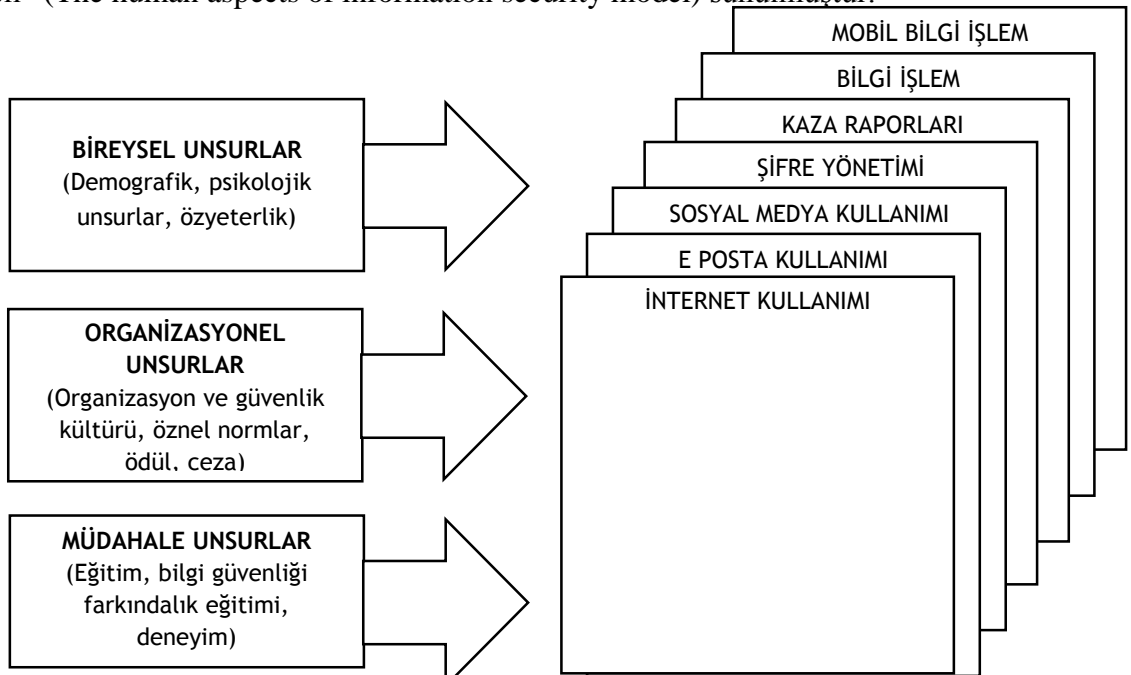 (The human aspects of information security model) sunulmuştur.
BİREYSEL UNSURLAR
(Demografik, psikolojik
unsurlar, özyeterlik)
ORGANİZASYONEL
UNSURLAR
(Organizasyon ve güvenlik
kültürü, öznel normlar,
ödül, ceza)
MÜDAHALE UNSURLAR
(Eğitim, bilgi güvenliği
farkındalık eğitimi,
deneyim)
MOBİL BİLGİ İŞLEM
BİLGİ İŞLEM
KAZA RAPORLARI
ŞİFRE YÖNETİMİ
SOSYAL MEDYA KULLANIMI
E POSTA KULLANIMI
İNTERNET KULLANIMI